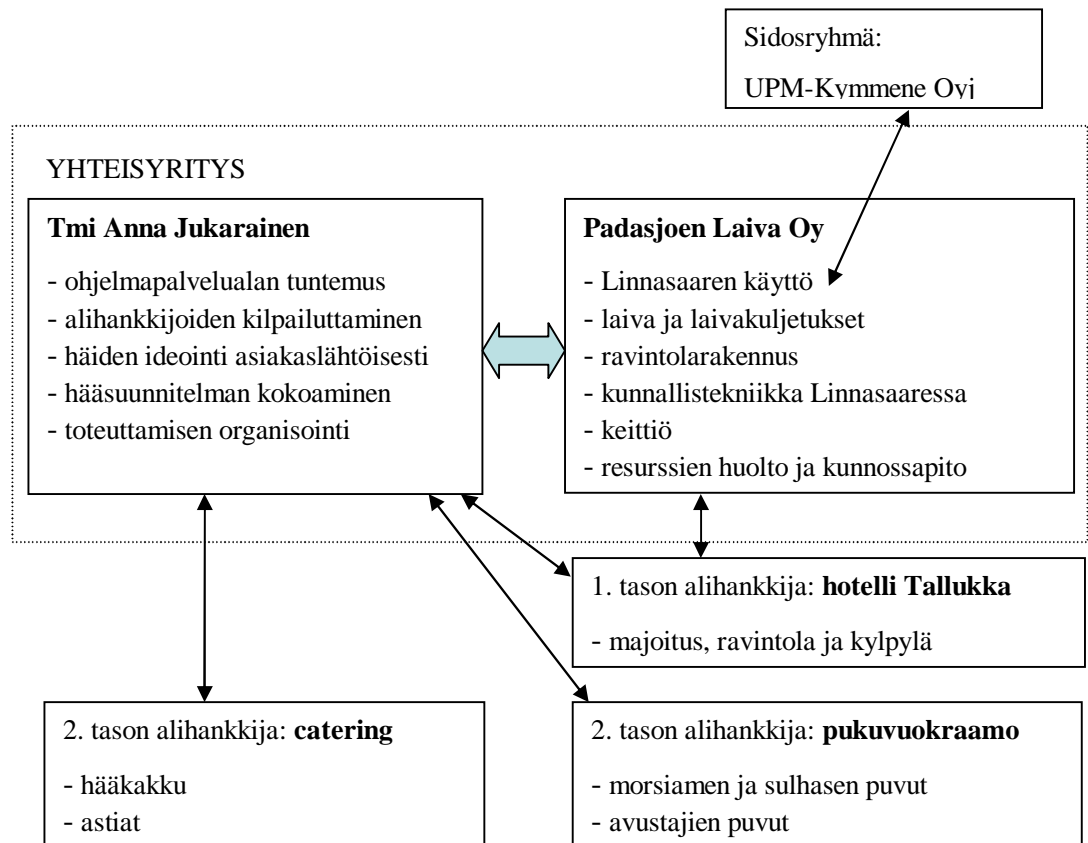 Sidosryhmä:
UPM-Kymmene Oyj
YHTEISYRITYS
Tmi Anna Jukarainen
- ohjelmapalvelualan tuntemus
- alihankkijoiden kilpailuttaminen
- häiden ideointi asiakaslähtöisesti
- hääsuunnitelman kokoaminen
- toteuttamisen organisointi
Padasjoen Laiva Oy
- Linnasaaren käyttö
- laiva ja laivakuljetukset
- ravintolarakennus
- kunnallistekniikka Linnasaaressa
- keittiö
- resurssien huolto ja kunnossapito
1. tason alihankkija: hotelli Tallukka
- majoitus, ravintola ja kylpylä
2. tason alihankkija: catering
- hääkakku
- astiat
2. tason alihankkija: pukuvuokraamo
- morsiamen ja sulhasen puvut
- avustajien puvut